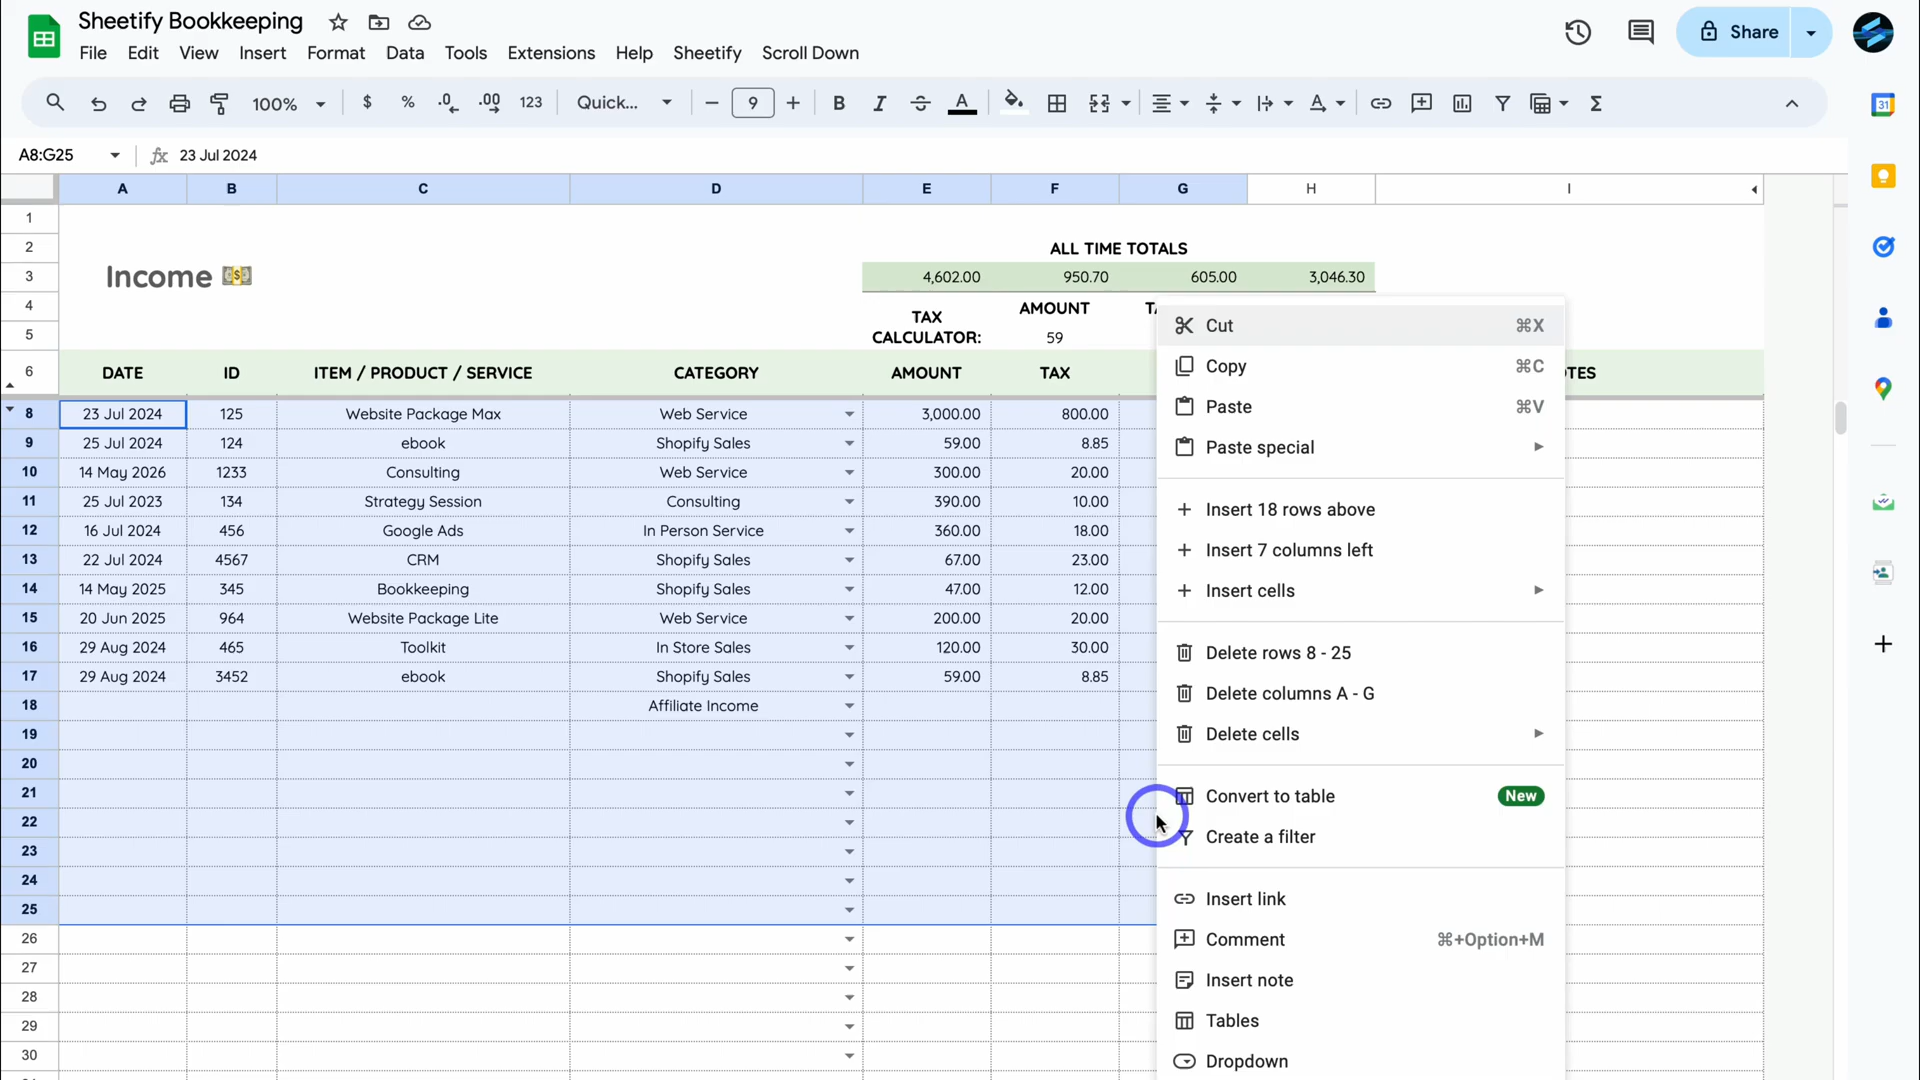 Sheetify Bookkeeping
File Edit View Insert Format Data Tools Extensions Help Sheetify Scroll Down
Share
100% $ % .0 .00 123 Quick... 9 B I A Σ
31
A8:G25 fx 23 Jul 2024
A B C D E F G H I
1
2 ALL TIME TOTALS
3 Income 4,602.00 950.70 605.00 3,046.30
4 AMOUNT
TAX
5 CALCULATOR: 59
6 DATE ID ITEM / PRODUCT / SERVICE CATEGORY AMOUNT TAX
8 23 Jul 2024 125 Website Package Max Web Service 3,000.00 800.00
9 25 Jul 2024 124 ebook Shopify Sales 59.00 8.85
10 14 May 2026 1233 Consulting Web Service 300.00 20.00
11 25 Jul 2023 134 Strategy Session Consulting 390.00 10.00
12 16 Jul 2024 456 Google Ads In Person Service 360.00 18.00
13 22 Jul 2024 4567 CRM Shopify Sales 67.00 23.00
14 14 May 2025 345 Bookkeeping Shopify Sales 47.00 12.00
15 20 Jun 2025 964 Website Package Lite Web Service 200.00 20.00
16 29 Aug 2024 465 Toolkit In Store Sales 120.00 30.00
17 29 Aug 2024 3452 ebook Shopify Sales 59.00 8.85
18 Affiliate Income
19
20
21
22
23
24
25
26
27
28
29
30
Cut ⌘X
Copy ⌘C
Paste ⌘V
Paste special
Insert 18 rows above
Insert 7 columns left
Insert cells
Delete rows 8 - 25
Delete columns A - G
Delete cells
Convert to table New
Create a filter
Insert link
Comment ⌘+Option+M
Insert note
Tables
Dropdown